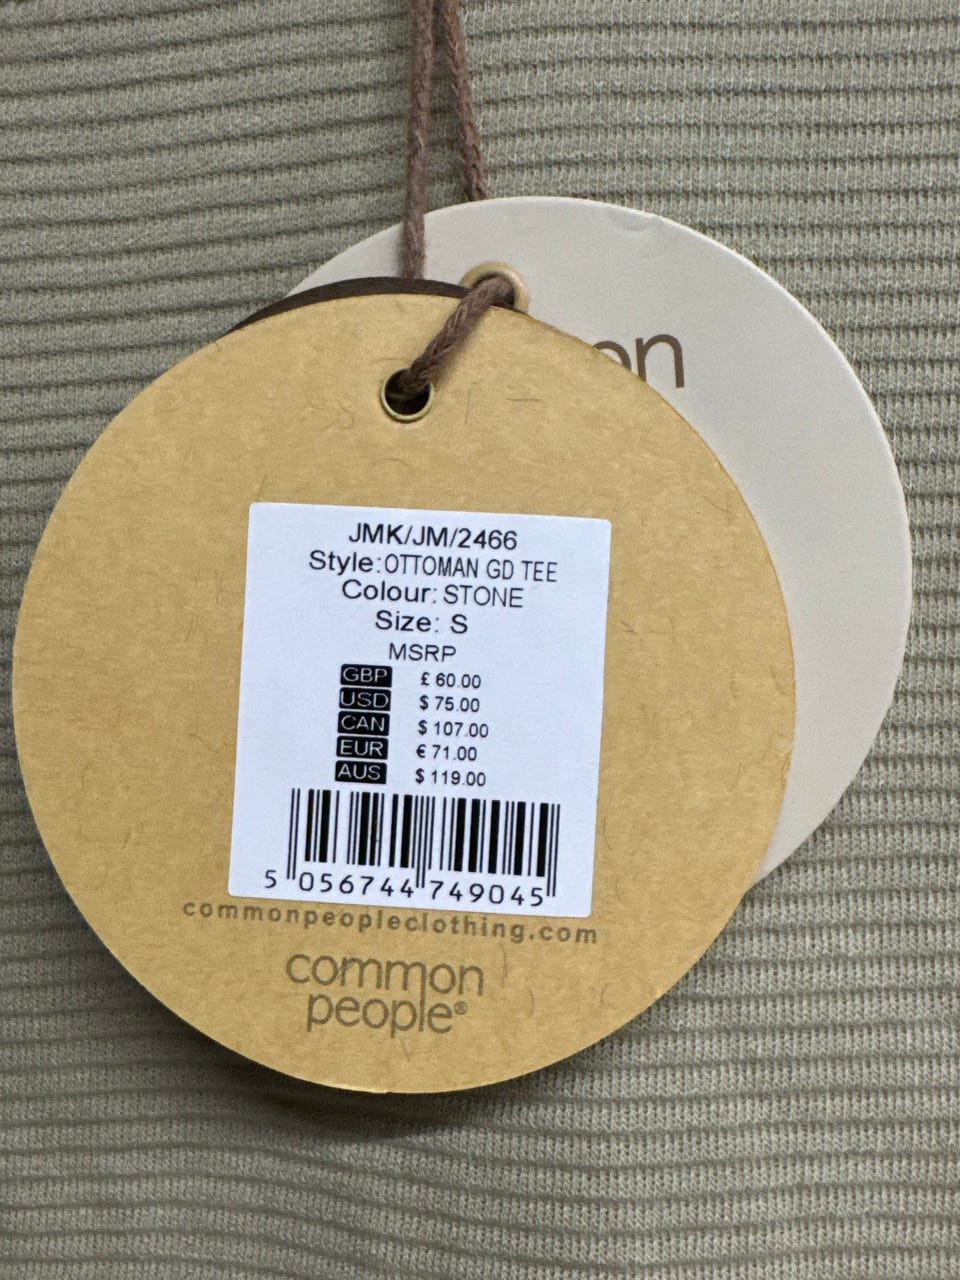 on
JMK/JM/2466
Style:OTTOMAN GD TEE
Colour: STONE
Size: S
MSRP
GBP £ 60.00
USD $ 75.00
CAN $ 107.00
EUR € 71.00
AUS $ 119.00
5 056744 749045
commonpeopleclothing.com
common
people®